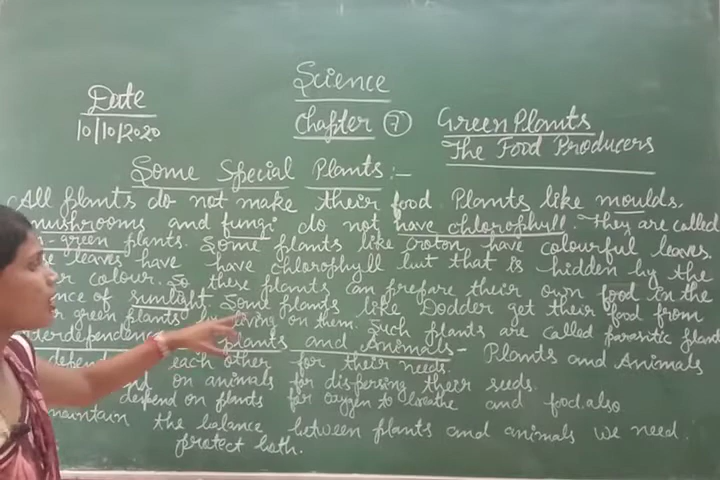 Science
Date
10/10/2020
Chapter 7
Green Plants
The Food Producers
Some Special Plants:-
All plants do not make their food. Plants like moulds,
mushrooms and fungi do not have chlorophyll. They are called
n-green plants. Some plants like croton have colourful leaves.
leaves have have chlorophyll but that is hidden by the
colour. So these plants can prepare their own food in the
nce of sunlight Some plants like Dodder get their food from
green plants by living on them. Such plants are called parasitic plant
terdependence plants and Animals- Plants and Animals
depend each other for their needs.
on animals for dispersing their seeds.
depend on plants for oxygen to breathe and food. also
maintain the balance between plants and animals we need
protect both.